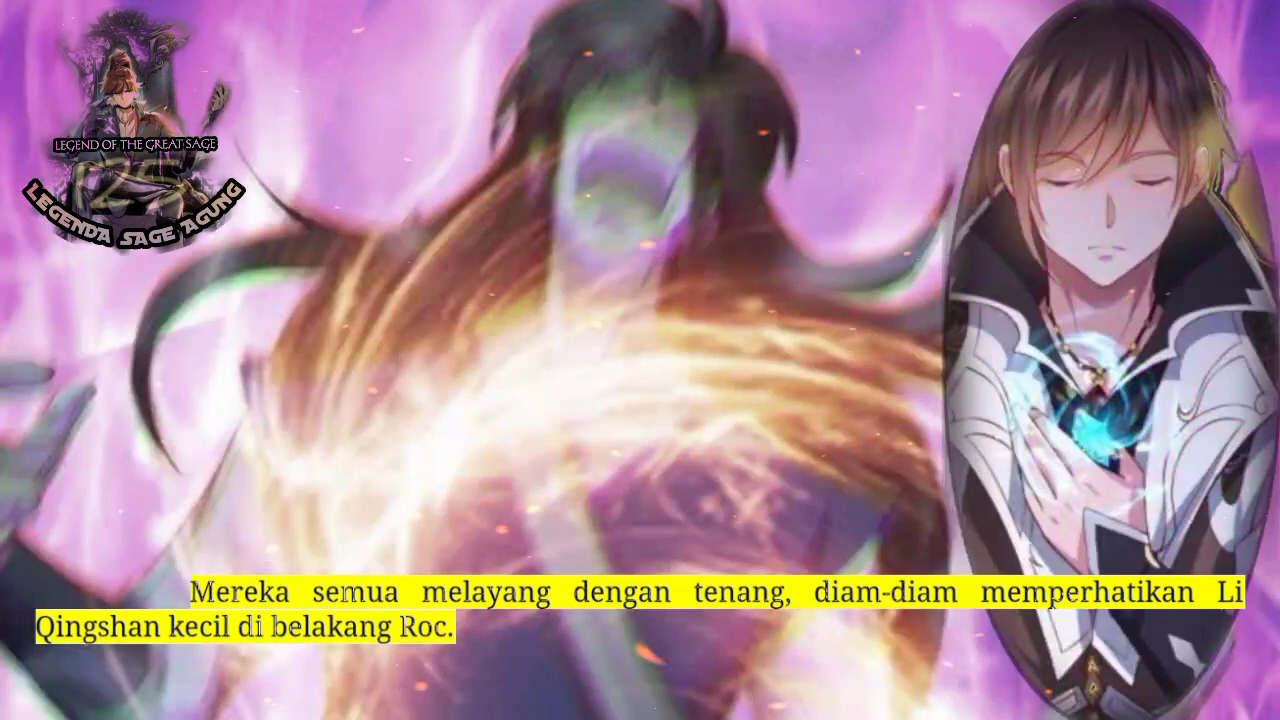 LEGEND OF THE GREAT SAGE
LEGENDA SAGE AGUNG
Mereka semua melayang dengan tenang, diam-diam memperhatikan Li
Qingshan kecil di belakang Roc.